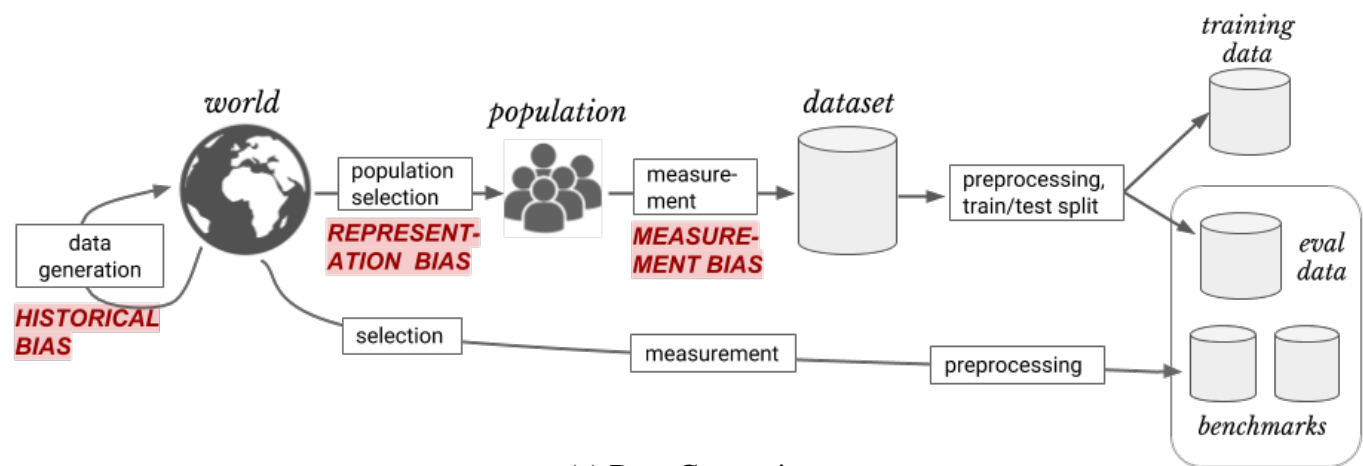 training
data
world
population
dataset
population
selection
measure-
ment
preprocessing,
train/test split
REPRESENT-
ATION BIAS
MEASURE-
MENT BIAS
data
generation
HISTORICAL
BIAS
eval
data
selection
measurement
preprocessing
benchmarks